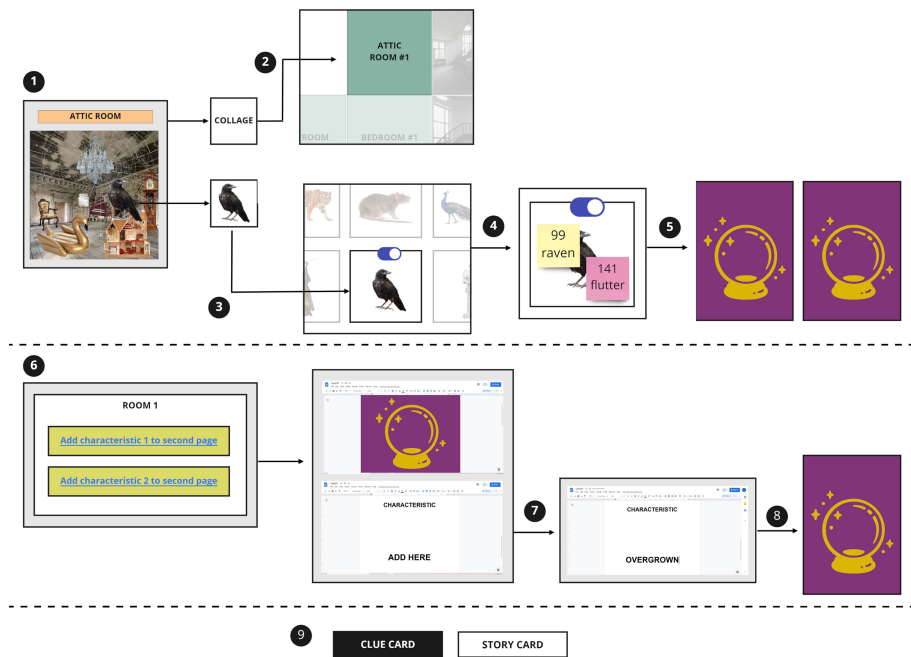 1
2
ATTIC
ROOM #1
ATTIC ROOM
COLLAGE
ROOM
BEDROOM #1
3
4
99
raven
141
flutter
5
6
ROOM 1
Add characteristic 1 to second page
Add characteristic 2 to second page
CHARACTERISTIC
ADD HERE
7
CHARACTERISTIC
OVERGROWN
8
9
CLUE CARD
STORY CARD